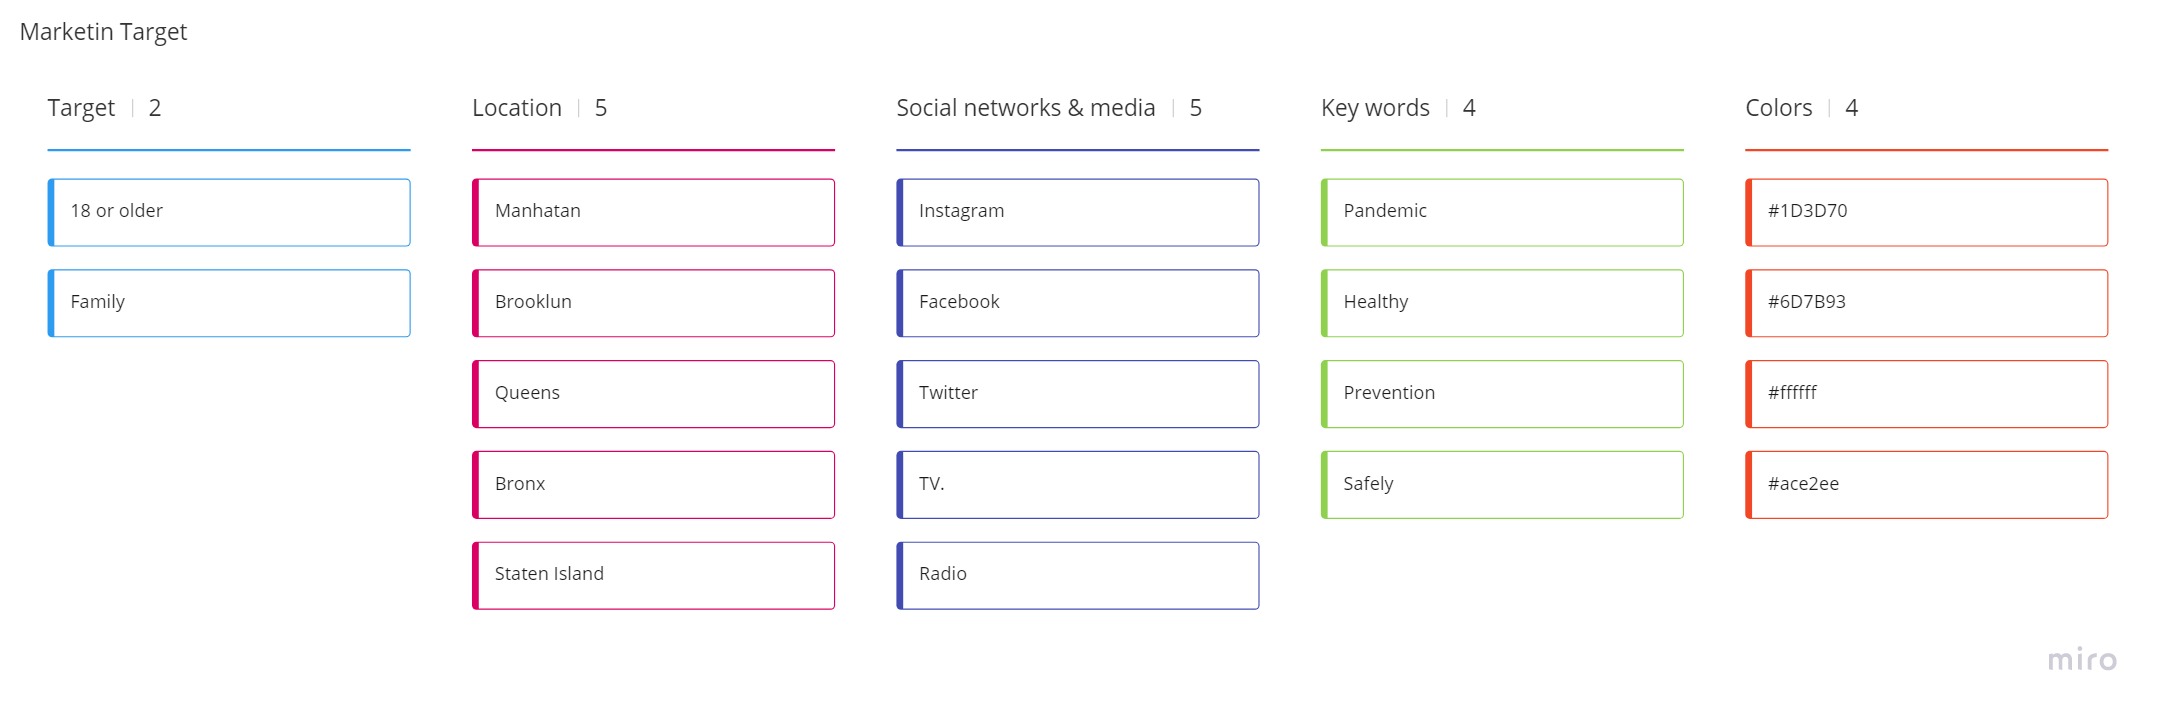 Marketin Target
Target | 2
18 or older
Family
Location | 5
Manhatan
Brooklun
Queens
Bronx
Staten Island
Social networks & media | 5
Instagram
Facebook
Twitter
TV.
Radio
Key words | 4
Pandemic
Healthy
Prevention
Safely
Colors | 4
#1D3D70
#6D7B93
#ffffff
#ace2ee
miro